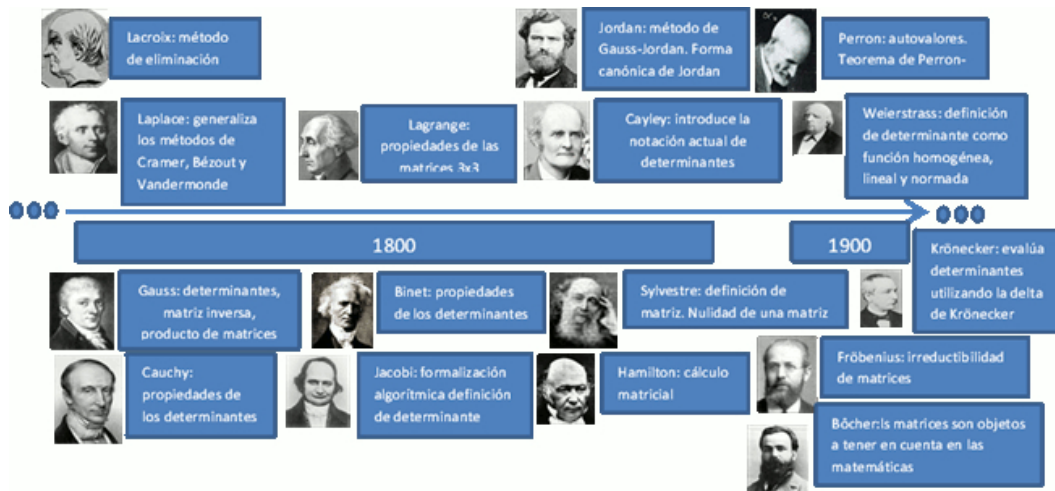 Lacroix: método
de eliminación
Jordan: método de
Gauss-Jordan. Forma
canónica de Jordan
Perron: autovalores.
Teorema de Perron-
Laplace: generaliza
los métodos de
Cramer, Bézout y
Vandermonde
Lagrange:
propiedades de las
matrices 3x3
Cayley: introduce la
notación actual de
determinantes
Weierstrass: definición
de determinante como
función homogénea,
lineal y normada
1800
1900
Gauss: determinantes,
matriz inversa,
producto de matrices
Binet: propiedades
de los determinantes
Sylvestre: definición de
matriz. Nulidad de una matriz
Krönecker: evalúa
determinantes
utilizando la delta
de Krönecker
Cauchy:
propiedades de
los determinantes
Jacobi: formalización
algorítmica definición
de determinante
Hamilton: cálculo
matricial
Fröbenius: irreductibilidad
de matrices
Bôcher:ls matrices son objetos
a tener en cuenta en las
matemáticas